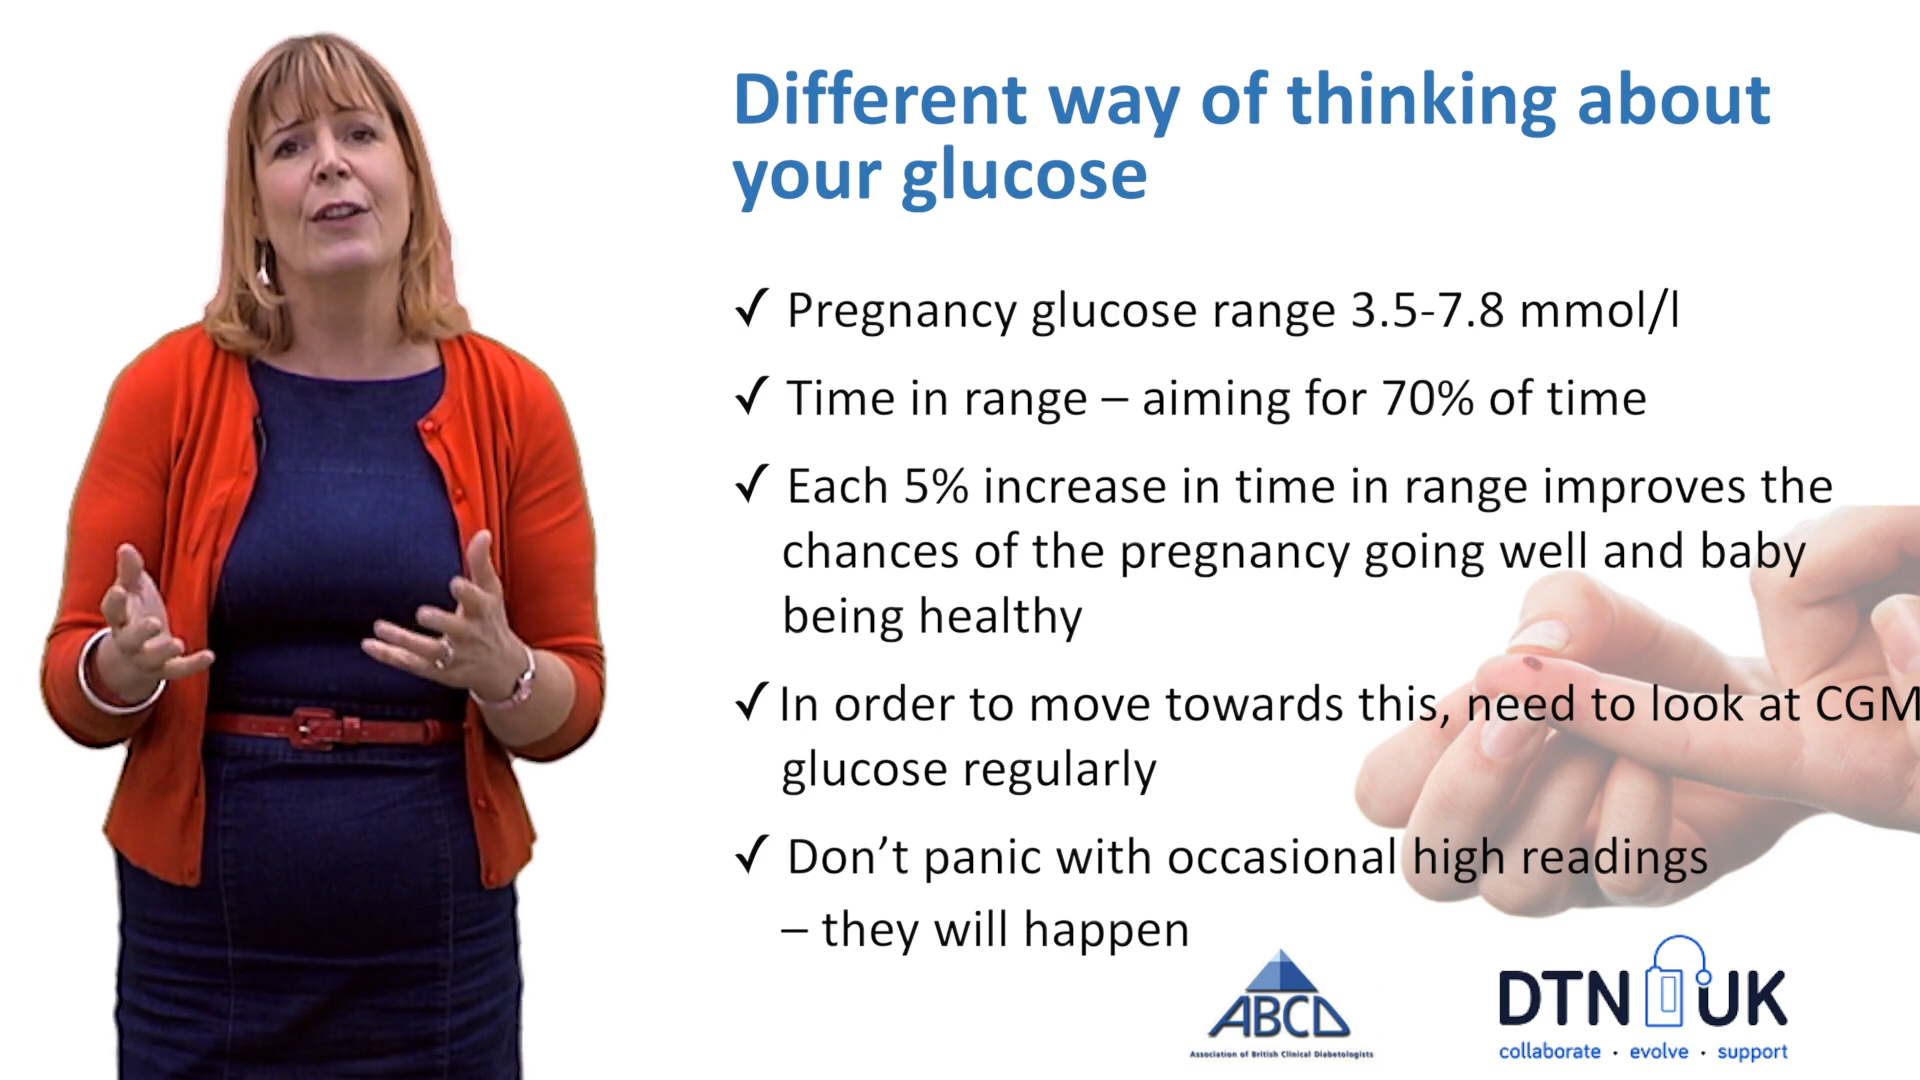 Different way of thinking about
your glucose
✓ Pregnancy glucose range 3.5-7.8 mmol/l
✓ Time in range – aiming for 70% of time
✓ Each 5% increase in time in range improves the
chances of the pregnancy going well and baby
being healthy
✓ In order to move towards this, need to look at CGM
glucose regularly
✓ Don’t panic with occasional high readings
– they will happen
ABCD
Association of British Clinical Diabetologists
DTN UK
collaborate · evolve · support